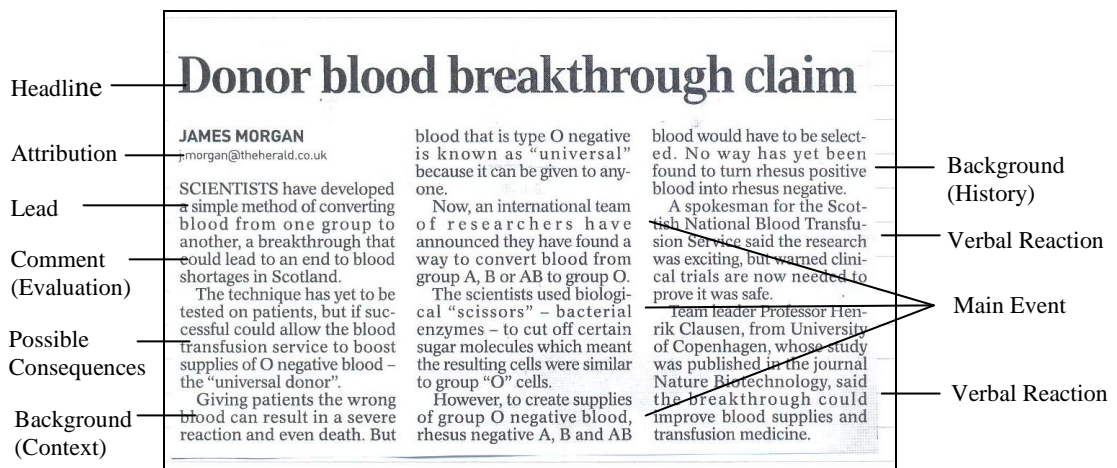 Headline
Attribution
Lead
Comment
(Evaluation)
Possible
Consequences
Background
(Context)
Donor blood breakthrough claim
JAMES MORGAN
j.morgan@theherald.co.uk
SCIENTISTS have developed
a simple method of converting
blood from one group to
another, a breakthrough that
could lead to an end to blood
shortages in Scotland.
The technique has yet to be
tested on patients, but if suc-
cessful could allow the blood
transfusion service to boost
supplies of O negative blood –
the “universal donor”.
Giving patients the wrong
blood can result in a severe
reaction and even death. But
blood that is type O negative
is known as “universal”
because it can be given to any-
one.
Now, an international team
of researchers have
announced they have found a
way to convert blood from
group A, B or AB to group O.
The scientists used biologi-
cal “scissors” – bacterial
enzymes – to cut off certain
sugar molecules which meant
the resulting cells were similar
to group “O” cells.
However, to create supplies
of group O negative blood,
rhesus negative A, B and AB
blood would have to be select-
ed. No way has yet been
found to turn rhesus positive
blood into rhesus negative.
A spokesman for the Scot-
tish National Blood Transfu-
sion Service said the research
was exciting, but warned clini-
cal trials are now needed to
prove it was safe.
Team leader Professor Hen-
rik Clausen, from University
of Copenhagen, whose study
was published in the journal
Nature Biotechnology, said
the breakthrough could
improve blood supplies and
transfusion medicine.
Background
(History)
Verbal Reaction
Main Event
Verbal Reaction